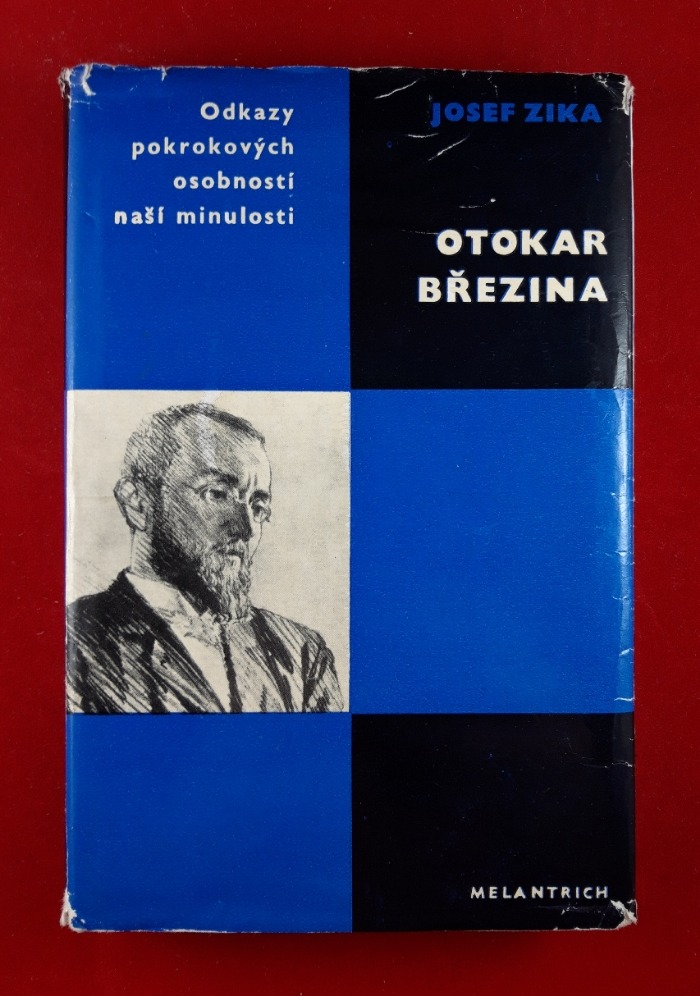 Odkazy
pokrokových
osobností
naší minulosti
JOSEF ZIKA
OTOKAR
BŘEZINA
MELANTRICH